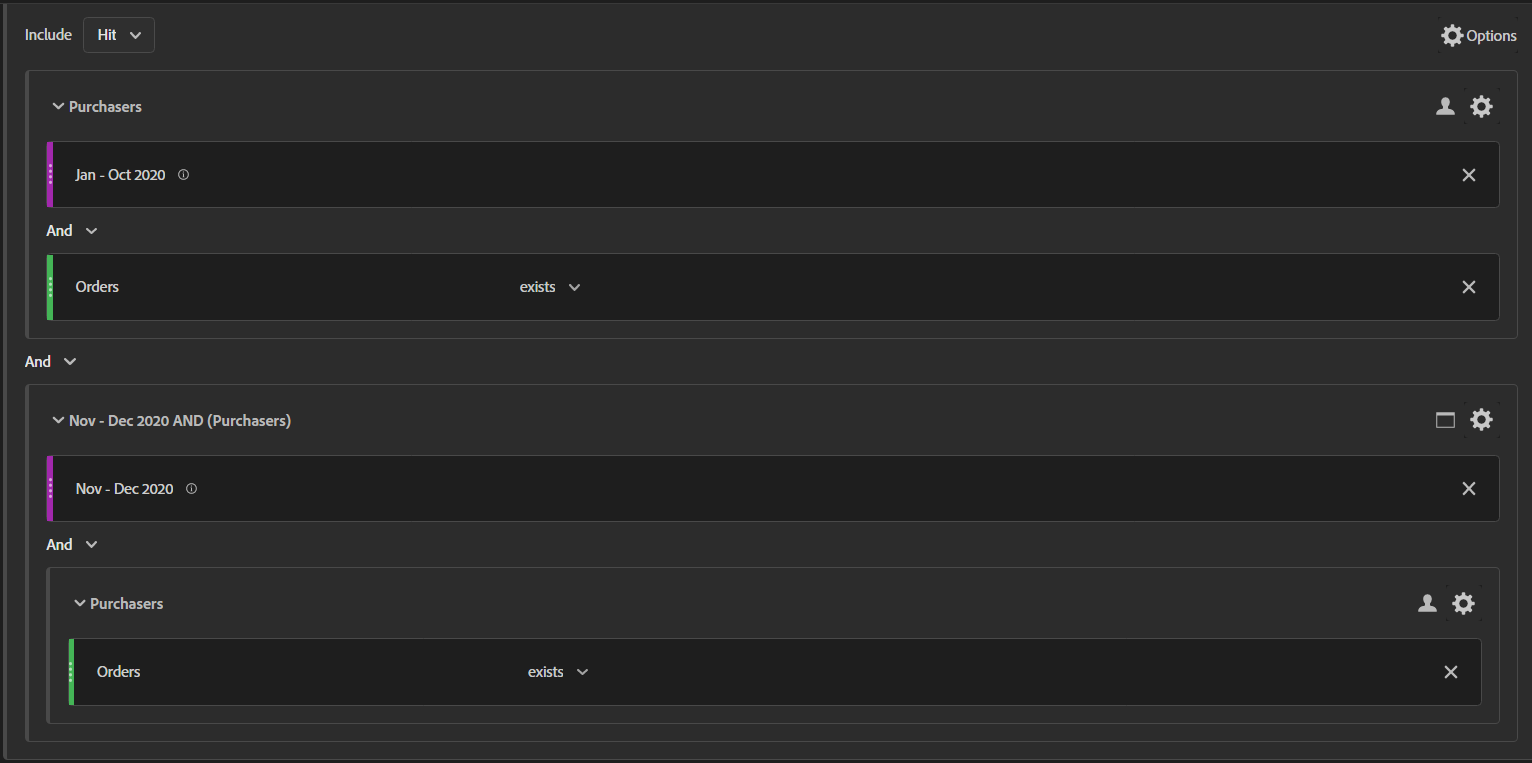 Include Hit Options
Purchasers
Jan - Oct 2020
And
Orders exists
And
Nov - Dec 2020 AND (Purchasers)
Nov - Dec 2020
And
Purchasers
Orders exists